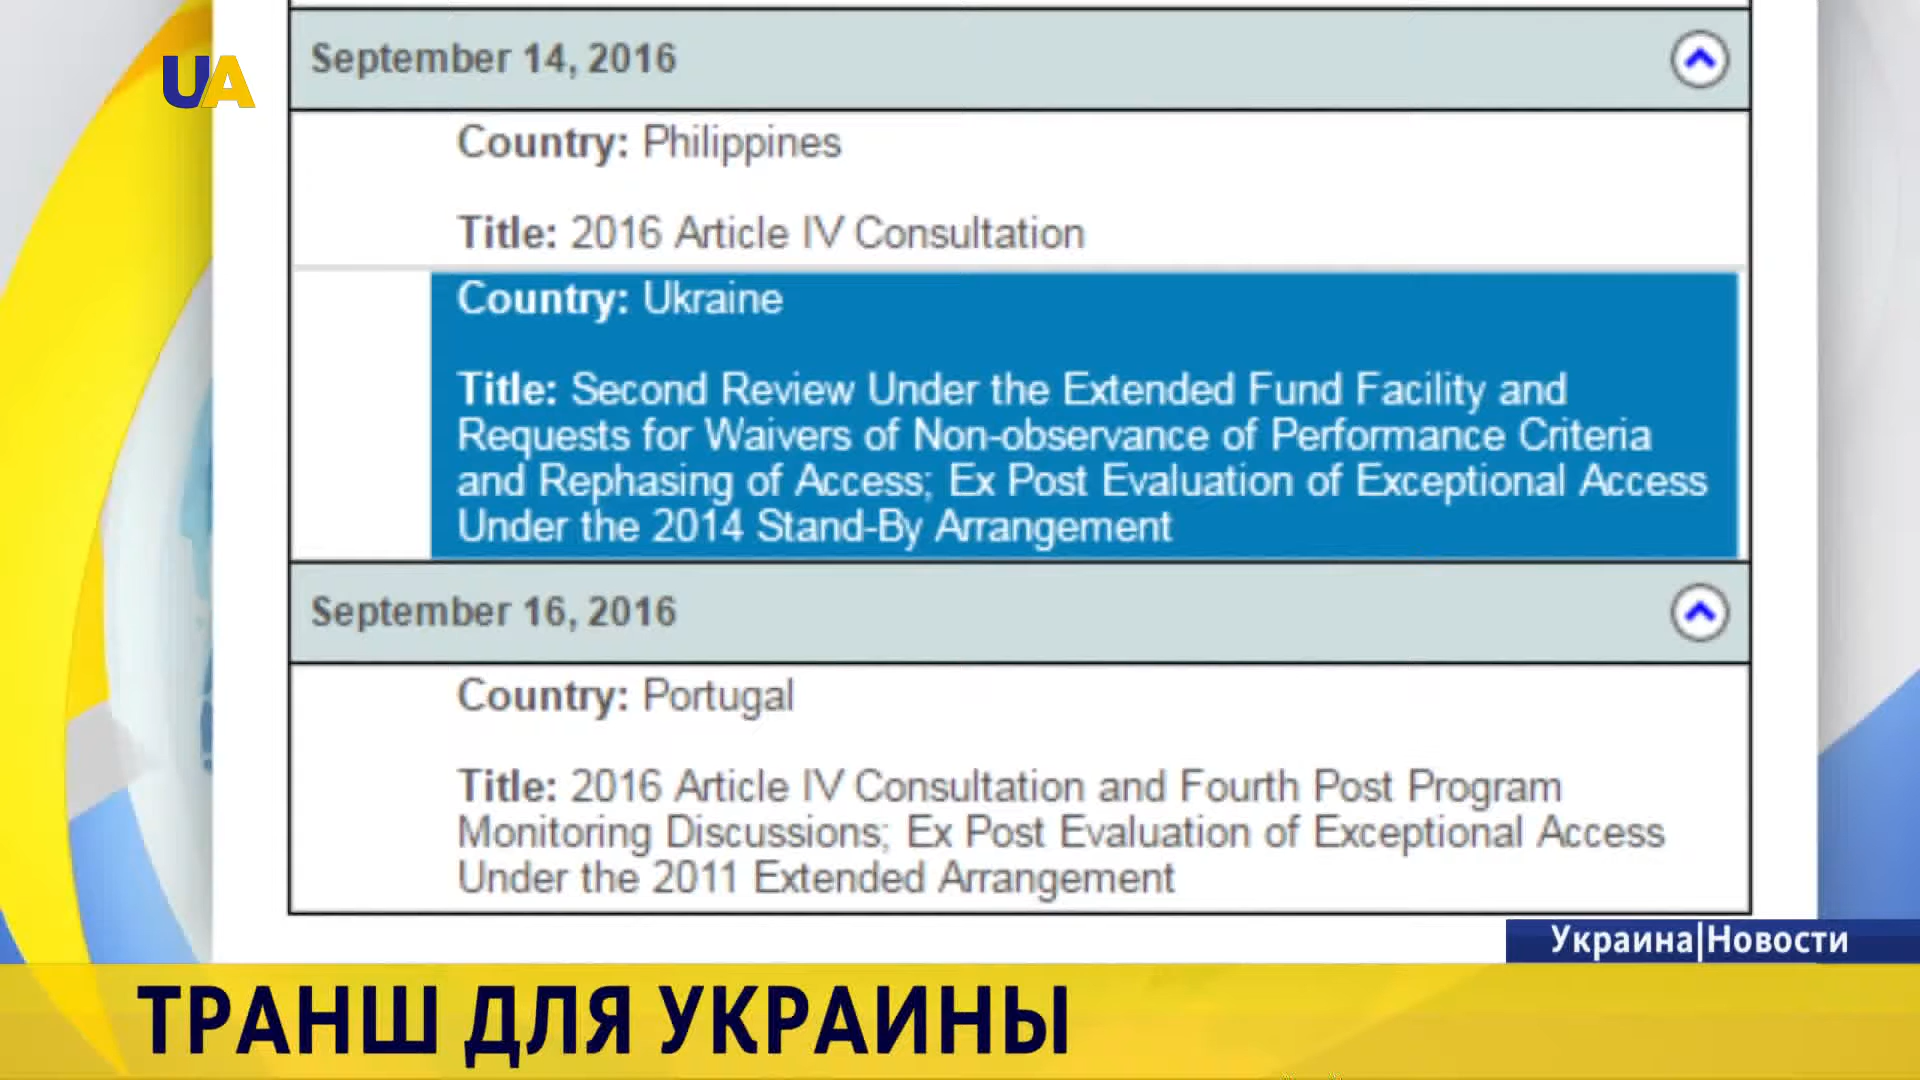 UA
September 14, 2016
Country: Philippines
Title: 2016 Article IV Consultation
Country: Ukraine
Title: Second Review Under the Extended Fund Facility and
Requests for Waivers of Non-observance of Performance Criteria
and Rephasing of Access; Ex Post Evaluation of Exceptional Access
Under the 2014 Stand-By Arrangement
September 16, 2016
Country: Portugal
Title: 2016 Article IV Consultation and Fourth Post Program
Monitoring Discussions; Ex Post Evaluation of Exceptional Access
Under the 2011 Extended Arrangement
Украина|Новости
ТРАНШ ДЛЯ УКРАИНЫ